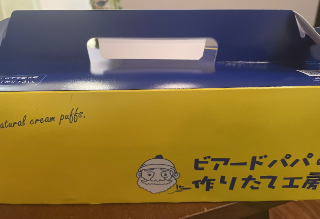 natural cream puffs.
ビアードパパの
作りたて工房